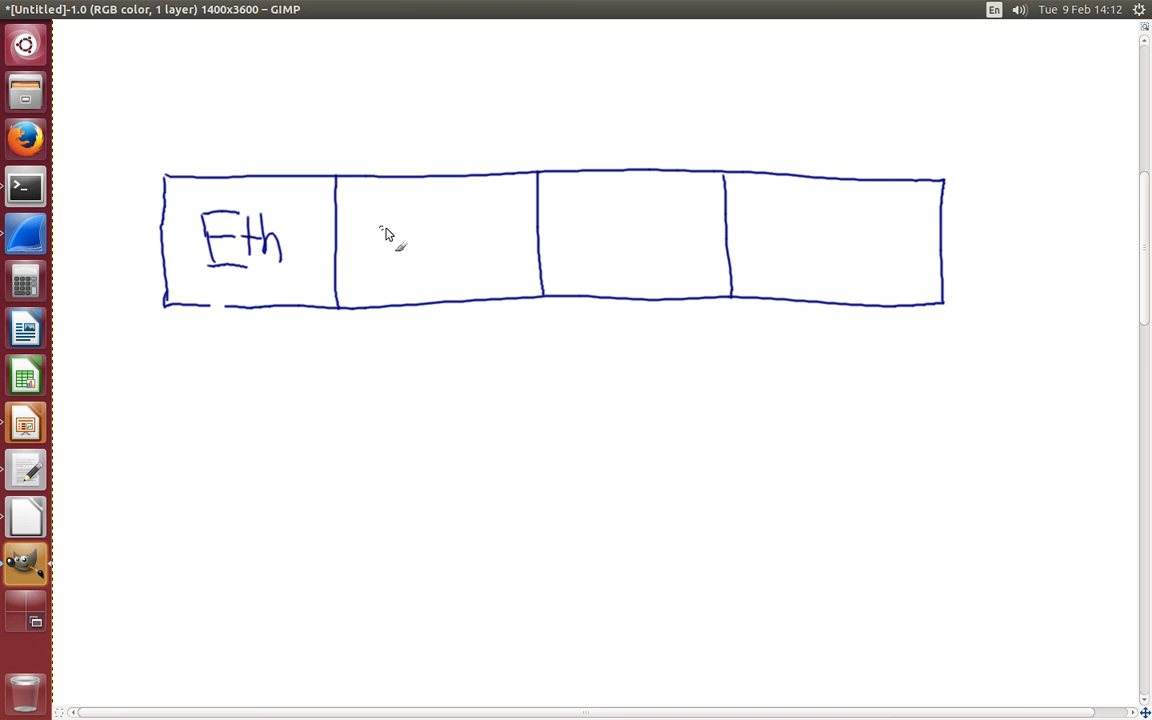 *[Untitled]-1.0 (RGB color, 1 layer) 1400x3600 – GIMP
En
Tue 9 Feb 14:12
Eth